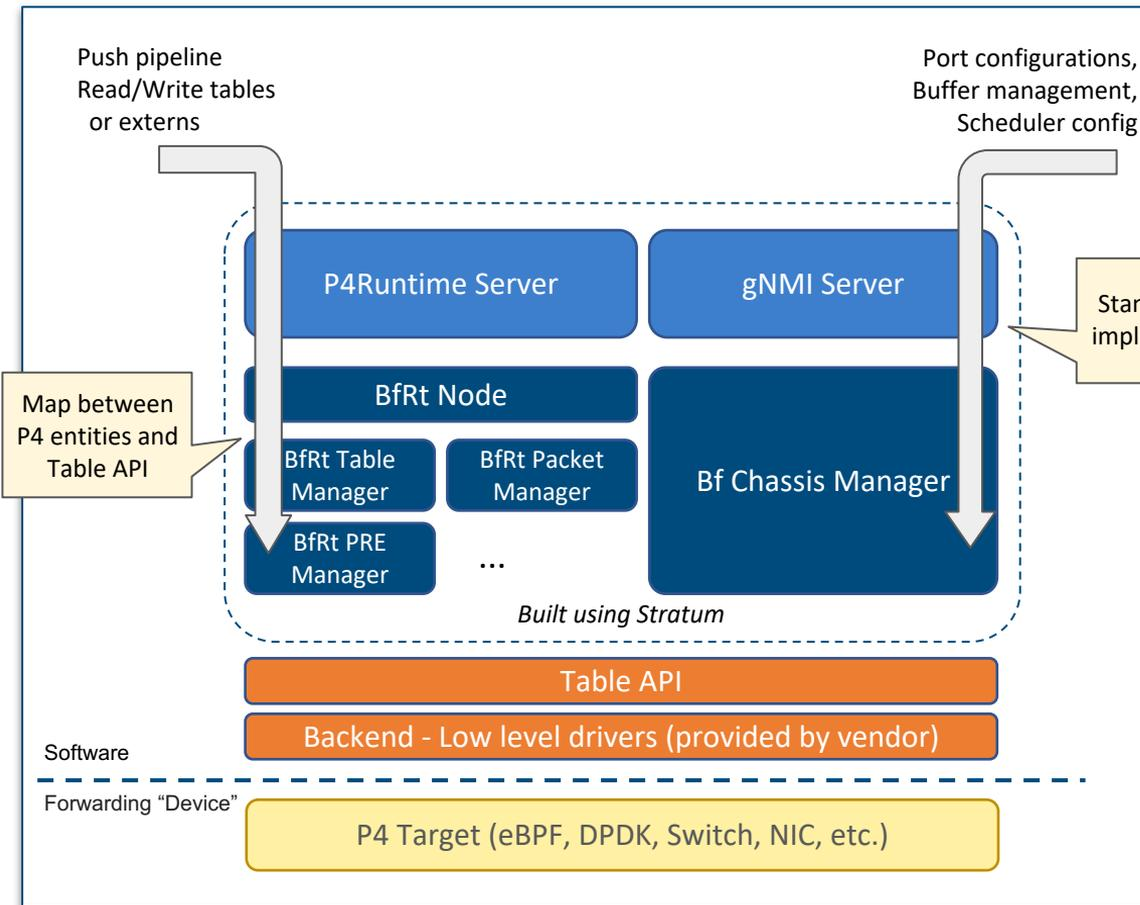 Push pipeline
Read/Write tables
or externs
Port configurations,
Buffer management,
Scheduler config
P4Runtime Server
gNMI Server
Map between
P4 entities and
Table API
BfRt Node
BfRt Table
Manager
BfRt Packet
Manager
Bf Chassis Manager
BfRt PRE
Manager
...
Built using Stratum
Table API
Backend - Low level drivers (provided by vendor)
Software
Forwarding “Device”
P4 Target (eBPF, DPDK, Switch, NIC, etc.)